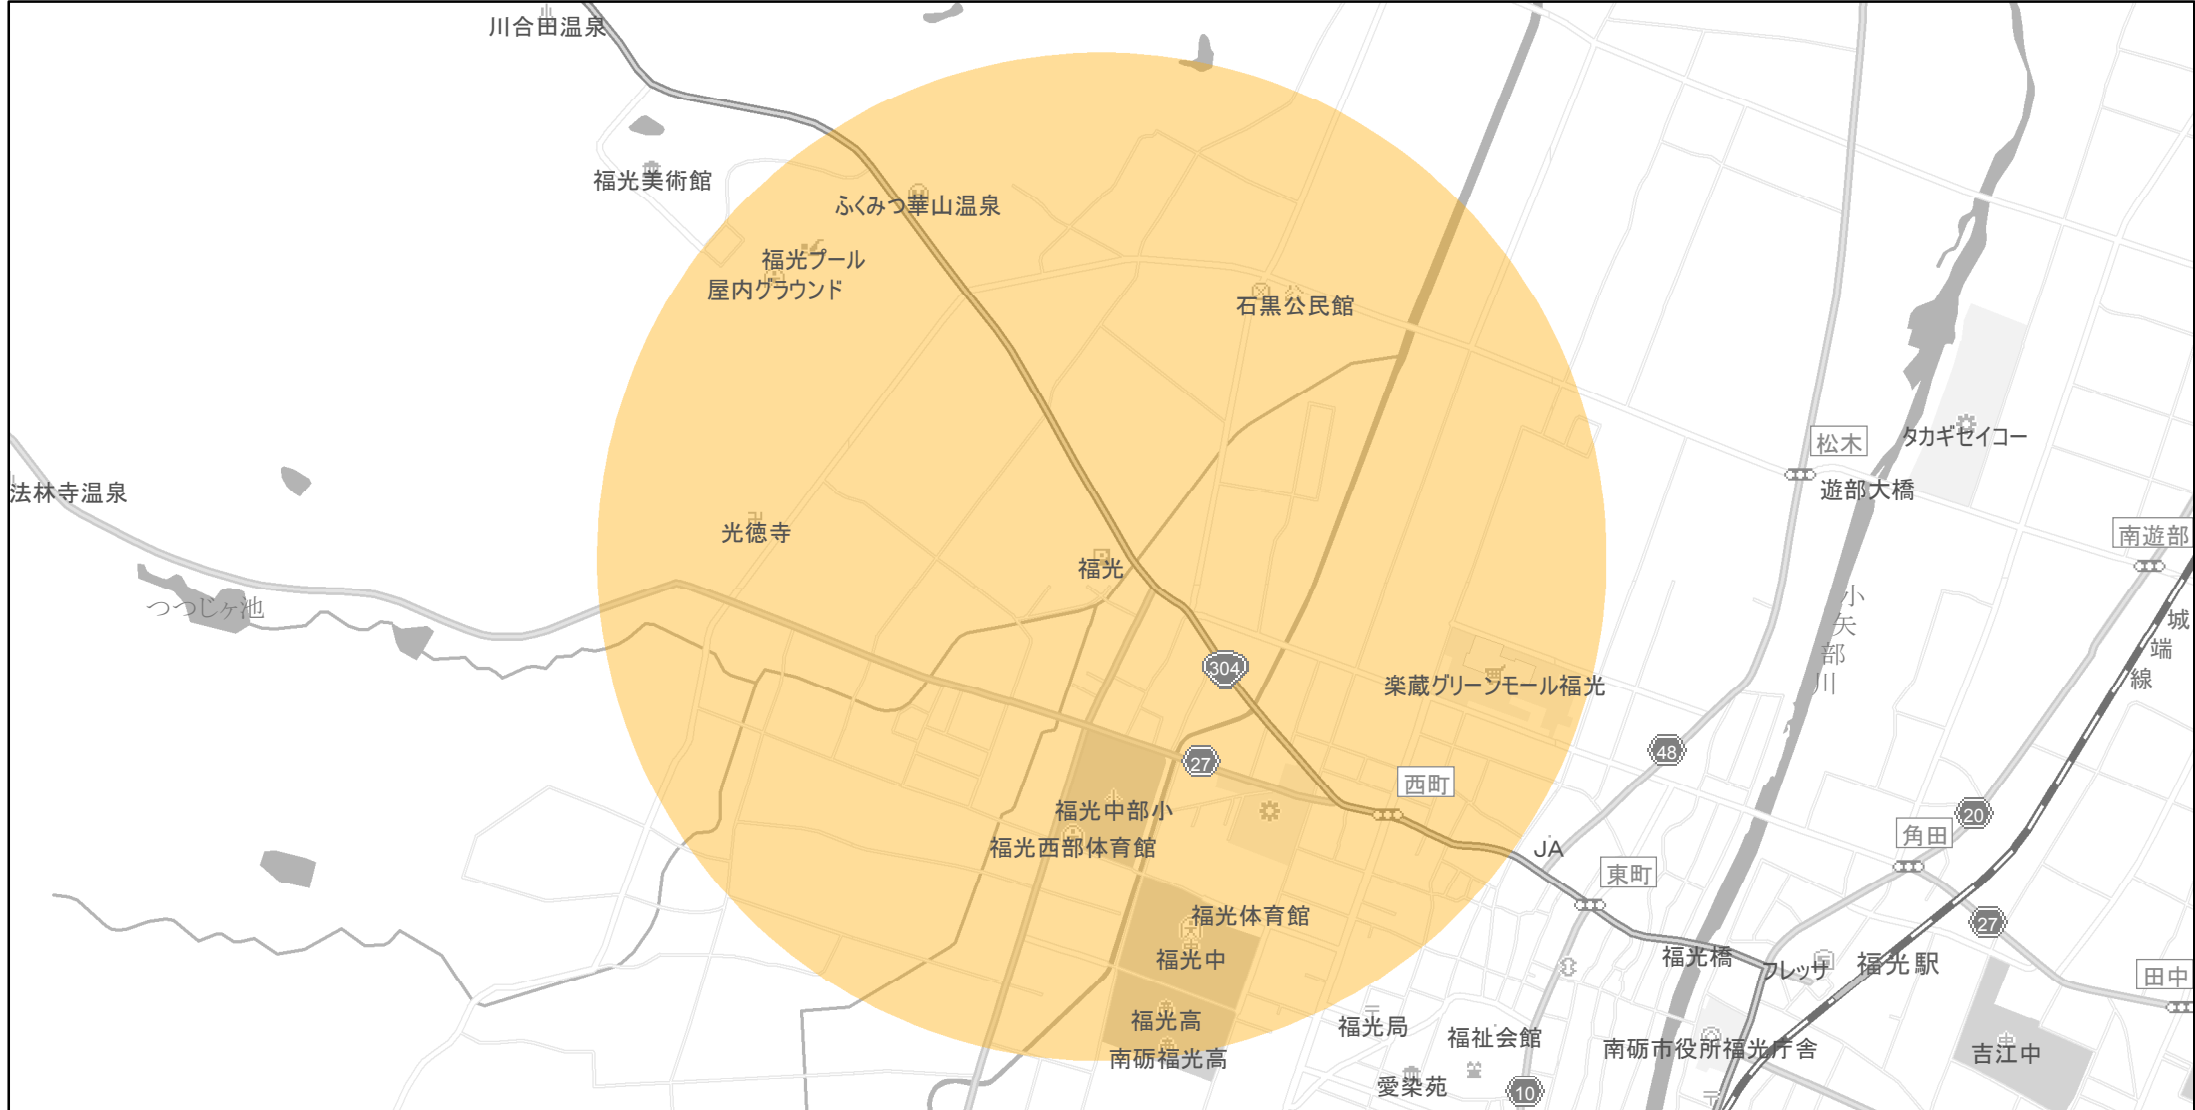 川合田温泉
福光美術館
ふくみつ華山温泉
福光プール
屋内グラウンド
石黒公民館
松木
タカギセイコー
遊部大橋
法林寺温泉
南遊部
光徳寺
福光
つつじヶ池
小矢部川
城端線
304
楽蔵グリーンモール福光
48
27
西町
福光中部小
福光西部体育館
JA
20
角田
東町
福光体育館
27
福光中
福光橋
フレッサ
福光駅
田中
福光高
福光局
福祉会館
南砺市役所福光庁舎
吉江中
南砺福光高
愛染苑
10